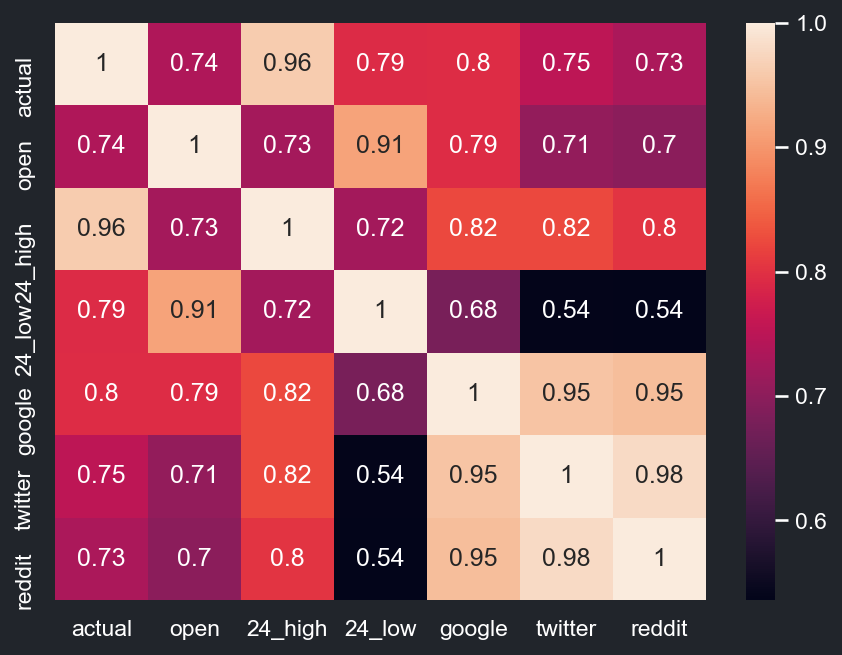 actual 1 0.74 0.96 0.79 0.8 0.75 0.73 1.0
open 0.74 1 0.73 0.91 0.79 0.71 0.7 0.9
24_high 0.96 0.73 1 0.72 0.82 0.82 0.8 0.8
24_low 0.79 0.91 0.72 1 0.68 0.54 0.54
google 0.8 0.79 0.82 0.68 1 0.95 0.95 0.7
twitter 0.75 0.71 0.82 0.54 0.95 1 0.98 0.6
reddit 0.73 0.7 0.8 0.54 0.95 0.98 1
actual open 24_high 24_low google twitter reddit